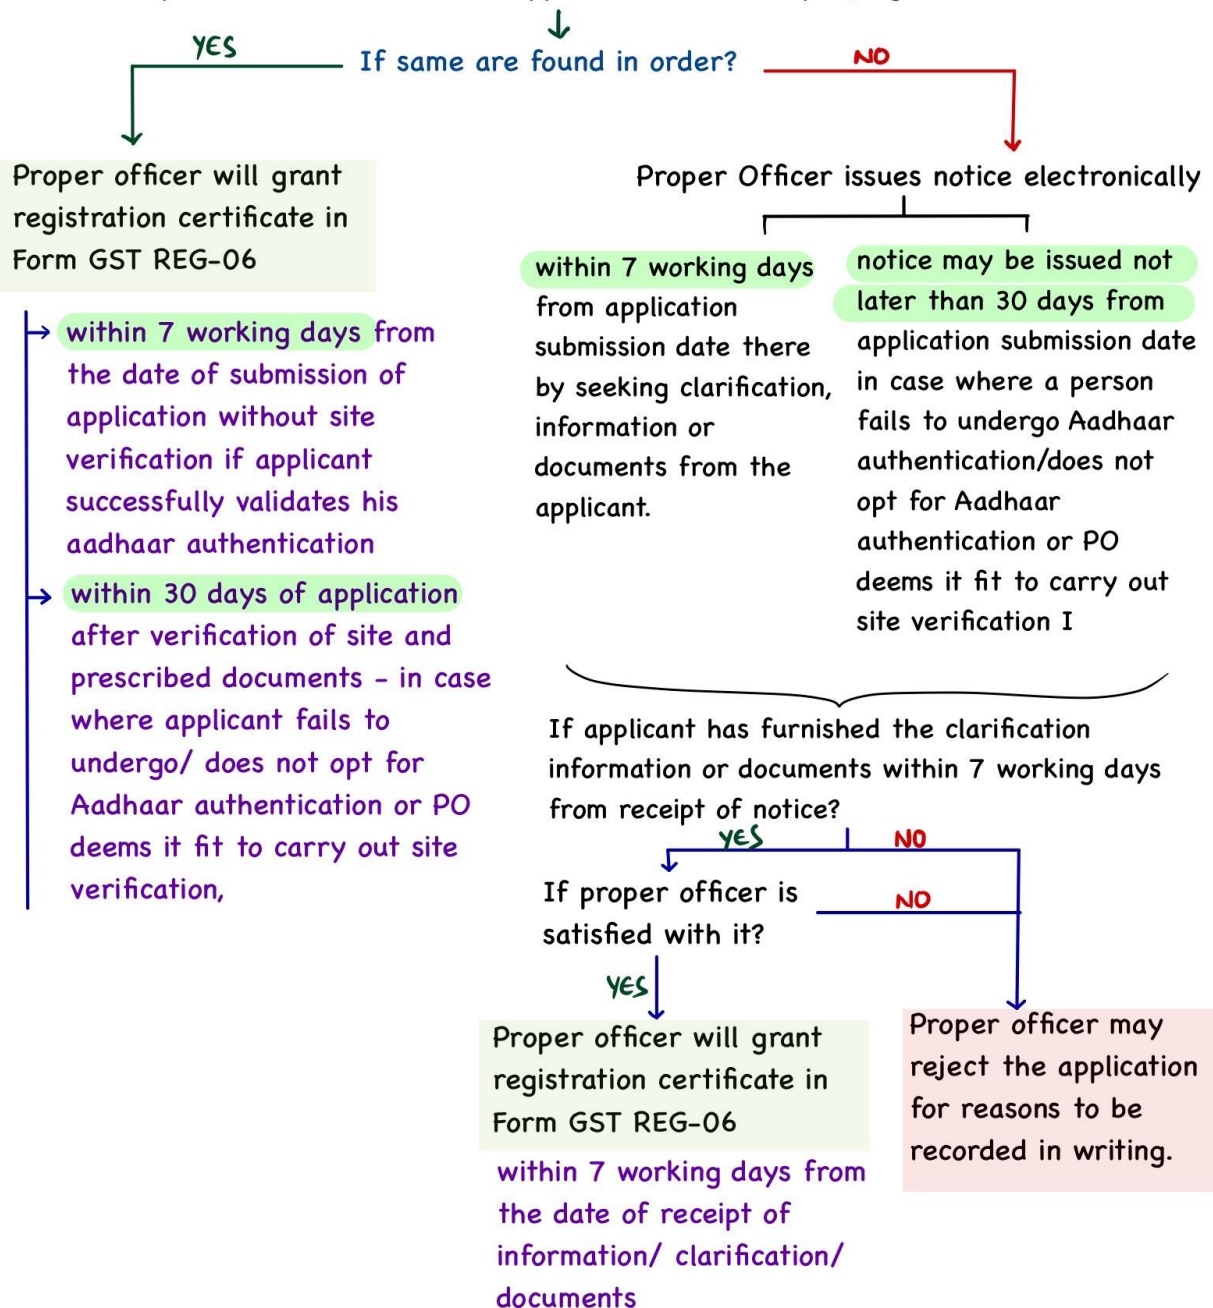 YES
If same are found in order?
NO
Proper officer will grant
registration certificate in
Form GST REG-06
within 7 working days from
the date of submission of
application without site
verification if applicant
successfully validates his
aadhaar authentication
within 30 days of application
after verification of site and
prescribed documents - in case
where applicant fails to
undergo/ does not opt for
Aadhaar authentication or PO
deems it fit to carry out site
verification,
Proper Officer issues notice electronically
within 7 working days
from application
submission date there
by seeking clarification,
information or
documents from the
applicant.
notice may be issued not
later than 30 days from
application submission date
in case where a person
fails to undergo Aadhaar
authentication/does not
opt for Aadhaar
authentication or PO
deems it fit to carry out
site verification I
If applicant has furnished the clarification
information or documents within 7 working days
from receipt of notice?
YES
NO
If proper officer is
satisfied with it?
NO
YES
Proper officer will grant
registration certificate in
Form GST REG-06
within 7 working days from
the date of receipt of
information/ clarification/
documents
Proper officer may
reject the application
for reasons to be
recorded in writing.